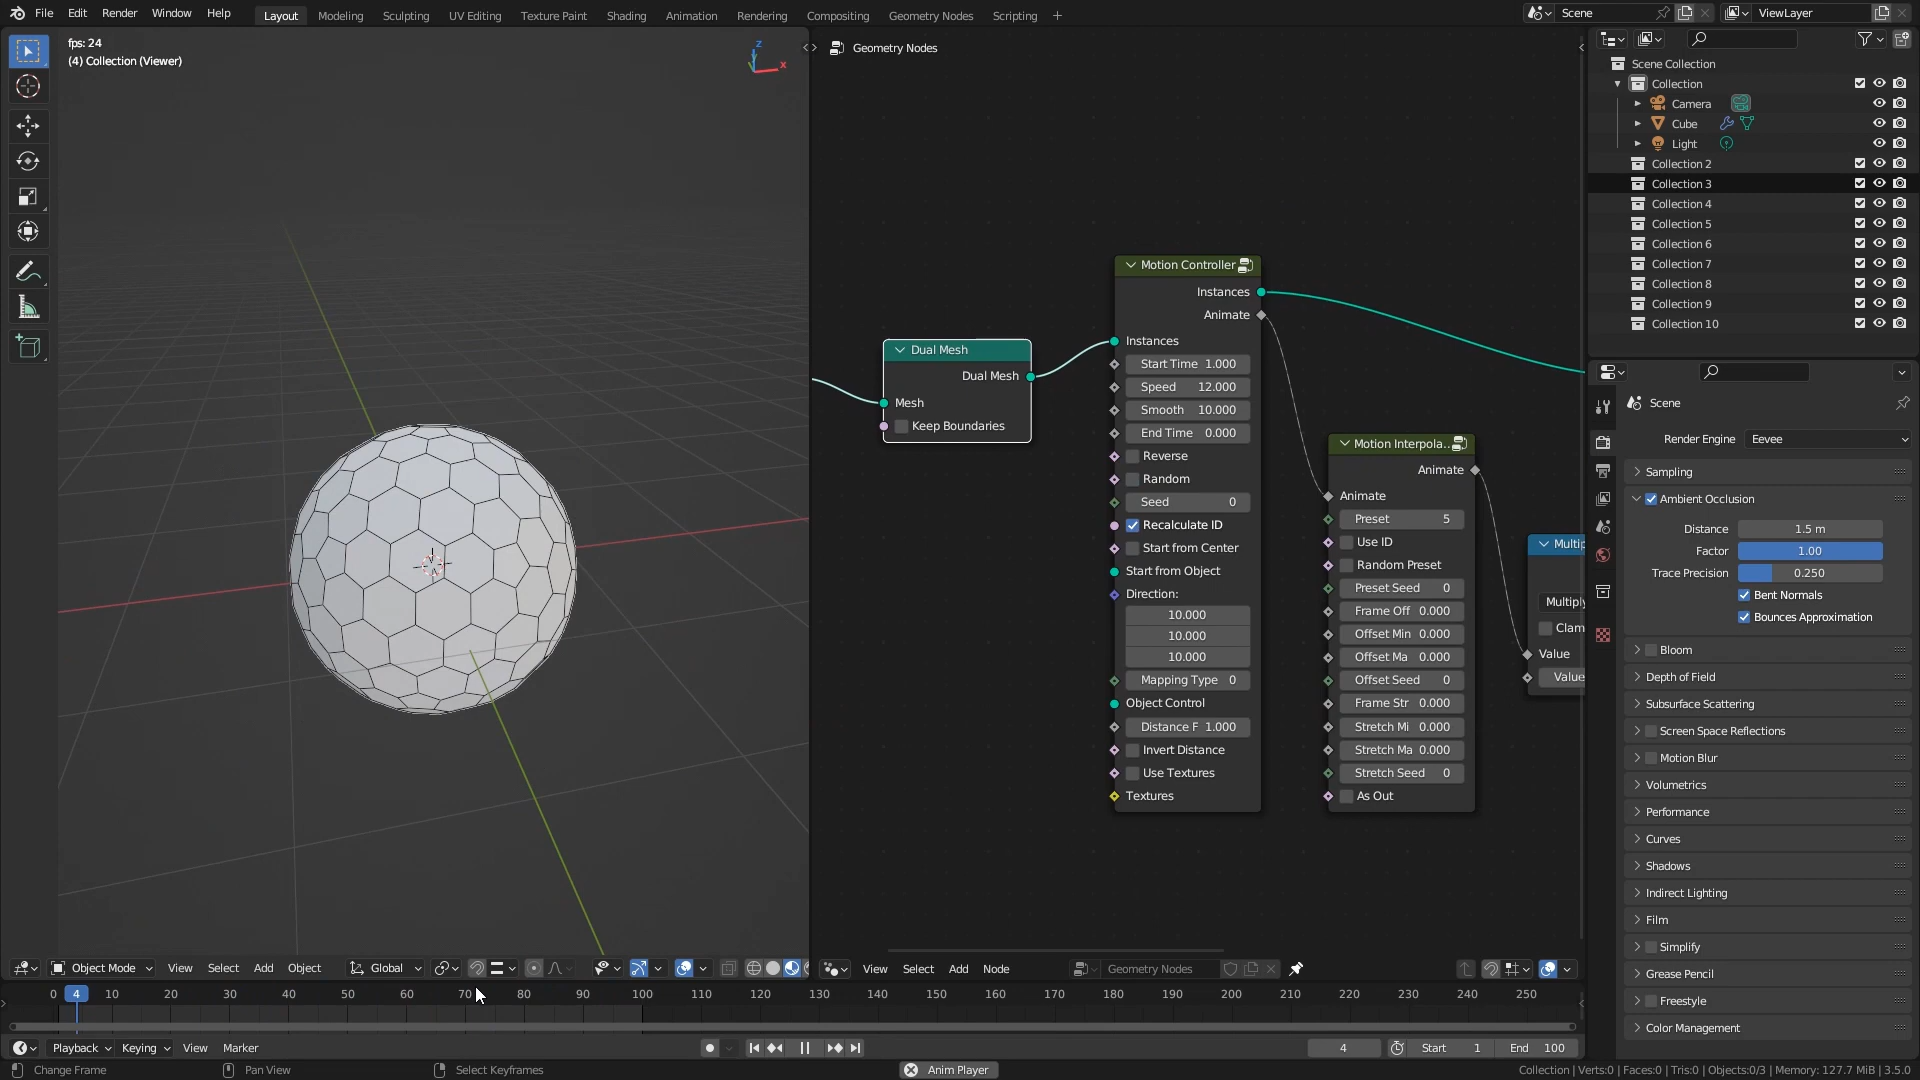 File Edit Render Window Help Layout Modeling Sculpting UV Editing Texture Paint Shading Animation Rendering Compositing Geometry Nodes Scripting + Scene ViewLayer
fps: 24
(4) Collection (Viewer)
Z
X
Geometry Nodes
Dual Mesh
Dual Mesh
Mesh
Keep Boundaries
Motion Controller
Instances
Animate
Instances
Start Time 1.000
Speed 12.000
Smooth 10.000
End Time 0.000
Reverse
Random
Seed 0
Recalculate ID
Start from Center
Start from Object
Direction:
10.000
10.000
10.000
Mapping Type 0
Object Control
Distance F 1.000
Invert Distance
Use Textures
Textures
Motion Interpola..
Animate
Animate
Preset 5
Use ID
Random Preset
Preset Seed 0
Frame Off 0.000
Offset Min 0.000
Offset Ma 0.000
Offset Seed 0
Frame Str 0.000
Stretch Mi 0.000
Stretch Ma 0.000
Stretch Seed 0
As Out
Multip
Multiply
Clam
Value
Value
Scene Collection
Collection
Camera
Cube
Light
Collection 2
Collection 3
Collection 4
Collection 5
Collection 6
Collection 7
Collection 8
Collection 9
Collection 10
Scene
Render Engine Eevee
Sampling
Ambient Occlusion
Distance 1.5 m
Factor 1.00
Trace Precision 0.250
Bent Normals
Bounces Approximation
Bloom
Depth of Field
Subsurface Scattering
Screen Space Reflections
Motion Blur
Volumetrics
Performance
Curves
Shadows
Indirect Lighting
Film
Simplify
Grease Pencil
Freestyle
Color Management
Object Mode View Select Add Object Global
View Select Add Node Geometry Nodes
0 4 10 20 30 40 50 60 70 80 90 100 110 120 130 140 150 160 170 180 190 200 210 220 230 240 250
Playback Keying View Marker 4 Start 1 End 100
Change Frame Pan View Select Keyframes Anim Player Collection | Verts:0 | Faces:0 | Tris:0 | Objects:0/3 | Memory: 127.7 MiB | 3.5.0